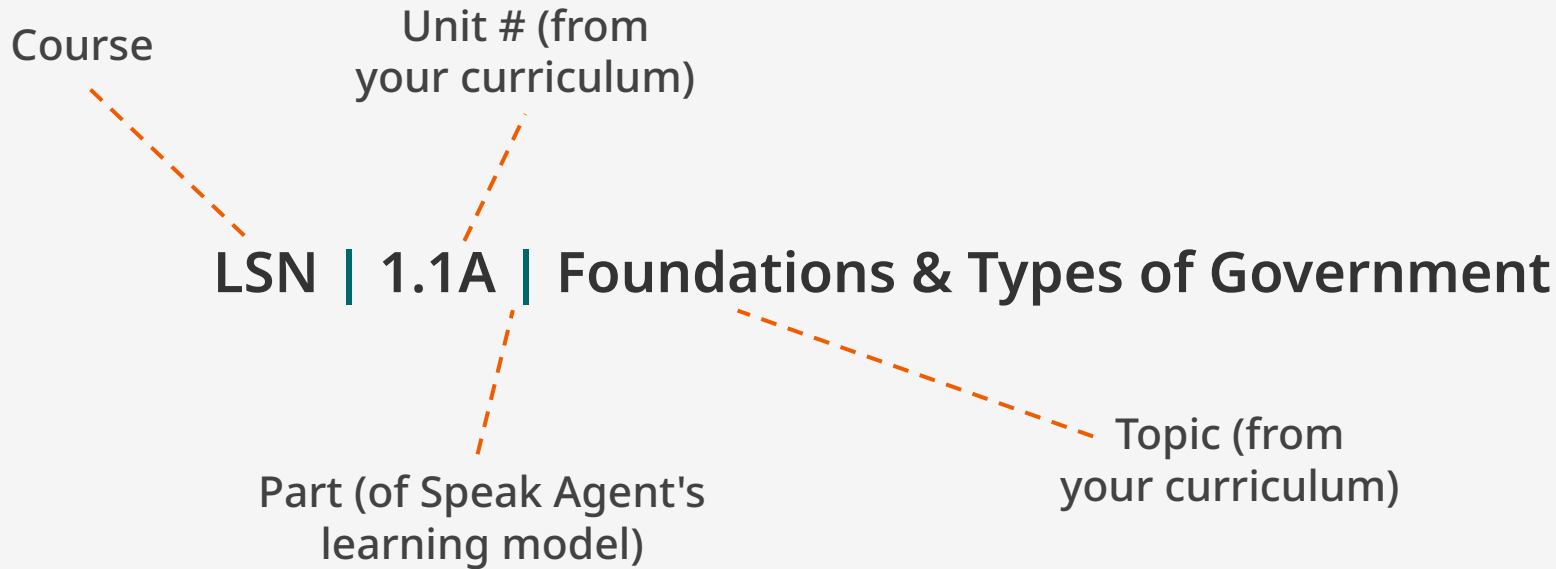 Course
Unit # (from
your curriculum)
LSN | 1.1A | Foundations & Types of Government
Part (of Speak Agent's
learning model)
Topic (from
your curriculum)